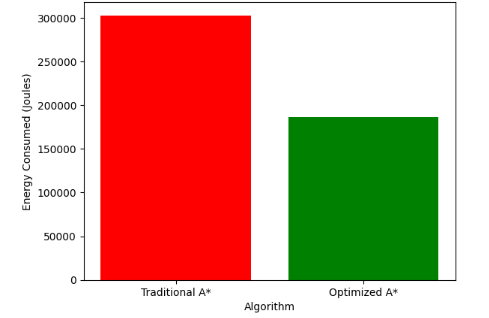 Energy Consumed (Joules)
300000
250000
200000
150000
100000
50000
0
Traditional A*
Optimized A*
Algorithm